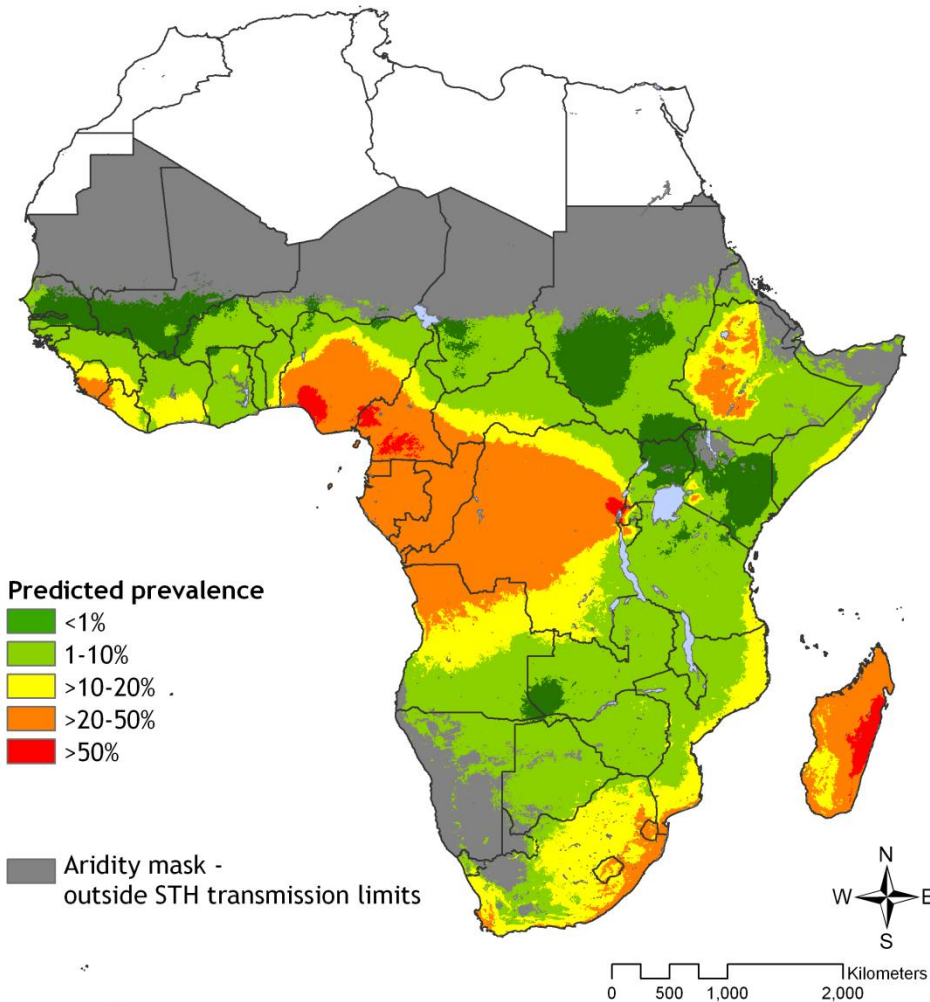 Predicted prevalence
<1%
1-10%
>10-20%
>20-50%
>50%
Aridity mask -
outside STH transmission limits
N
W E
S
Kilometers
0 500 1,000 2,000